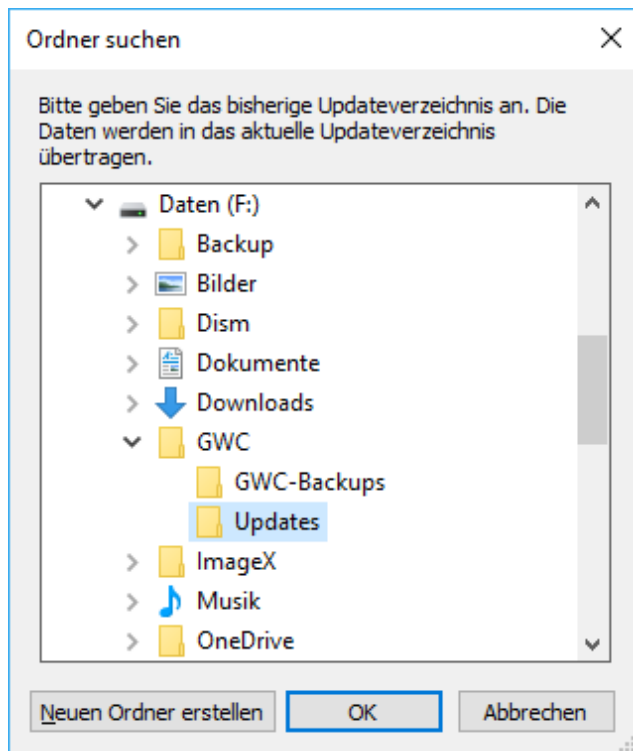 Ordner suchen
Bitte geben Sie das bisherige Updateverzeichnis an. Die
Daten werden in das aktuelle Updateverzeichnis
übertragen.
Daten (F:)
Backup
Bilder
Dism
Dokumente
Downloads
GWC
GWC-Backups
Updates
ImageX
Musik
OneDrive
Neuen Ordner erstellen OK Abbrechen